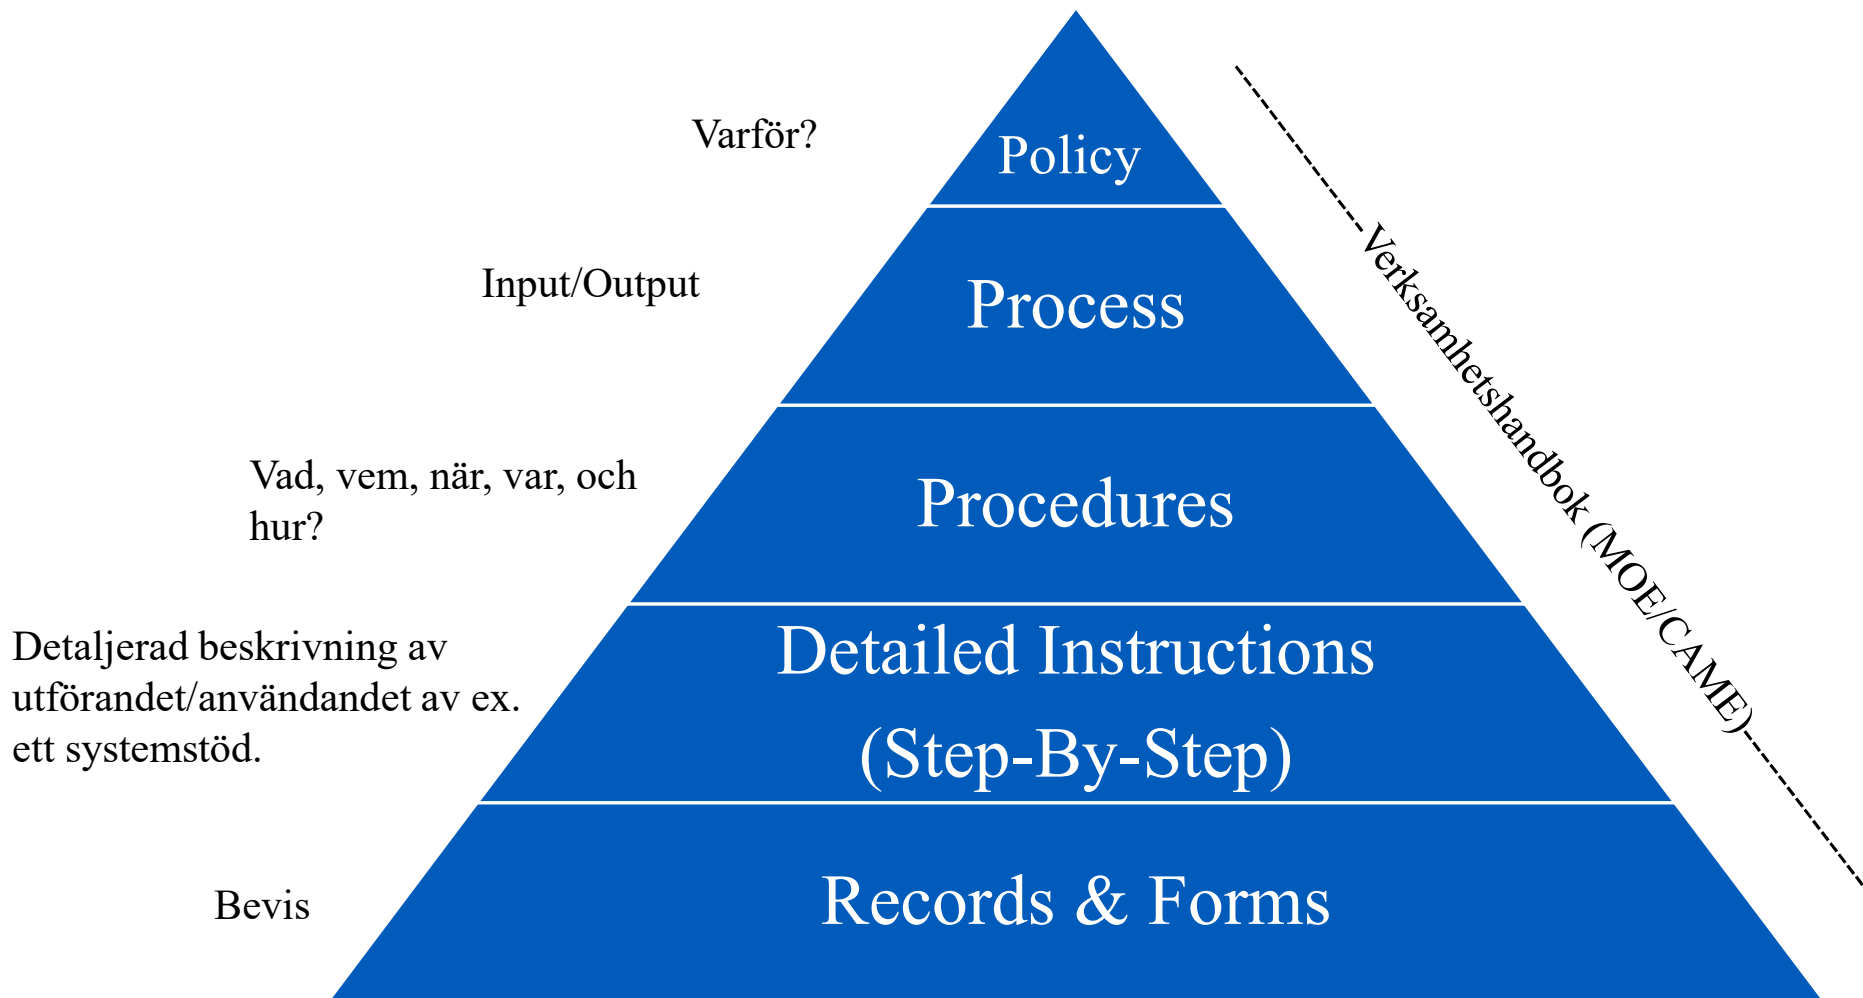 Varför?
Policy
Input/Output
Process
Vad, vem, när, var, och
hur?
Procedures
Detaljerad beskrivning av
utförandet/användandet av ex.
ett systemstöd.
Detailed Instructions
(Step-By-Step)
Bevis
Records & Forms
Verksamhetshandbok (MOE/CAME)